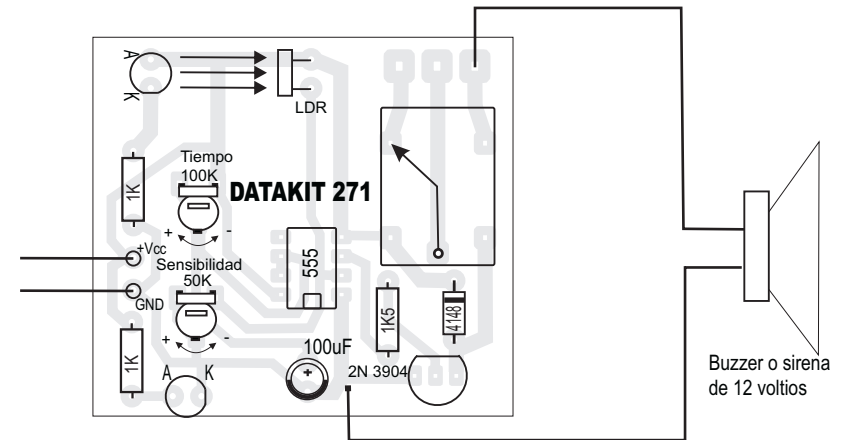 A
K
LDR
Tiempo
100K
1K
DATAKIT 271
+ -
+Vcc
Sensibilidad
50K
GND
555
+ -
1K
A K
100uF
+
1K5
4148
2N 3904
Buzzer o sirena
de 12 voltios